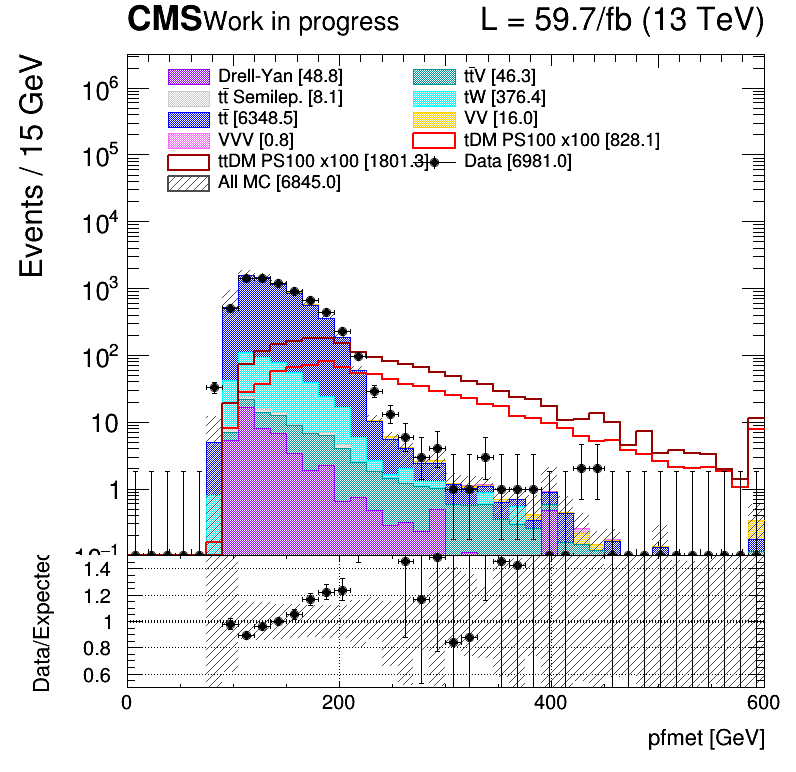 CMS Work in progress L = 59.7/fb (13 TeV)
Events / 15 GeV
Drell-Yan [48.8] tt̄V [46.3]
tt̄ Semilep. [8.1] tW [376.4]
tt̄ [6348.5] VV [16.0]
VVV [0.8] tDM PS100 x100 [828.1]
ttDM PS100 x100 [1801.3] Data [6981.0]
All MC [6845.0]
10⁶
10⁵
10⁴
10³
10²
10
1
10⁻¹
Data/Expected
1.4
1.2
1
0.8
0.6
0 200 400 600
pfmet [GeV]